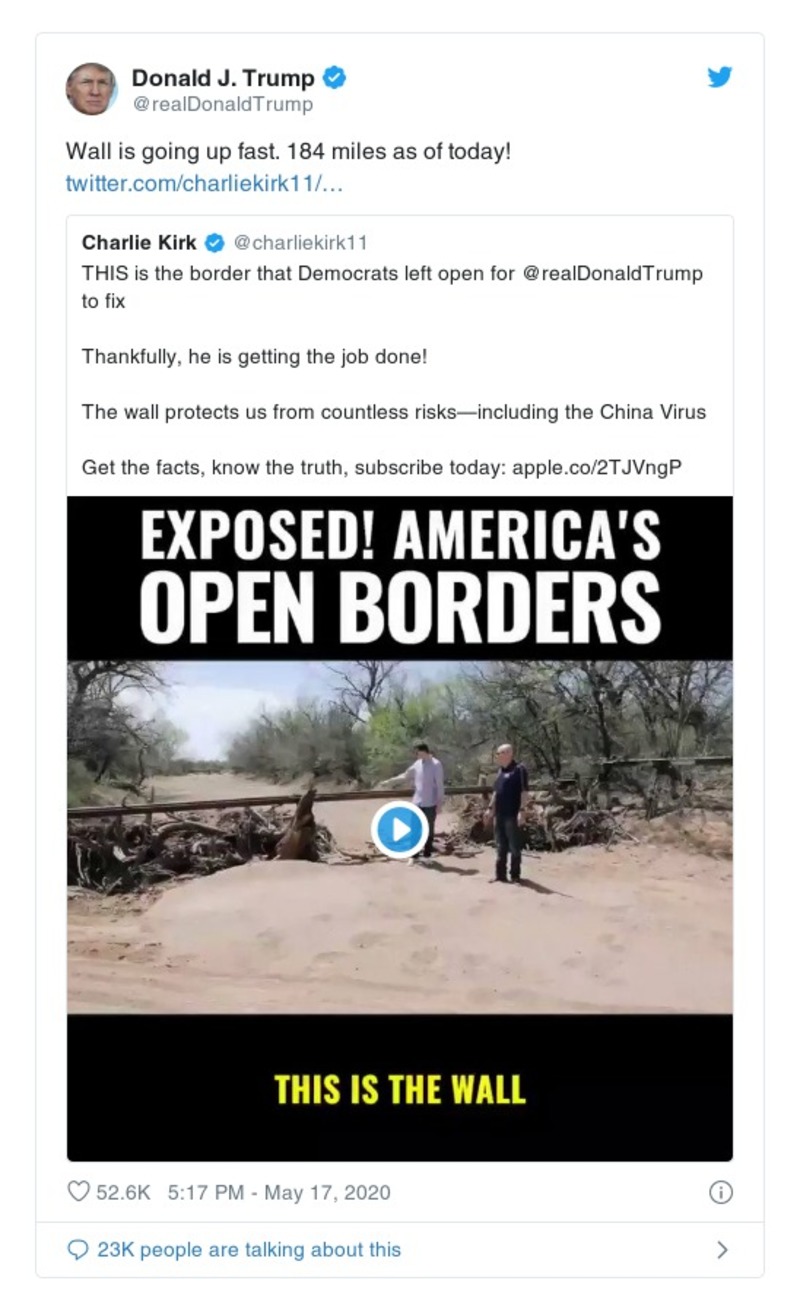 Donald J. Trump
@realDonaldTrump
Wall is going up fast. 184 miles as of today!
twitter.com/charliekirk11/…
Charlie Kirk @charliekirk11
THIS is the border that Democrats left open for @realDonaldTrump
to fix
Thankfully, he is getting the job done!
The wall protects us from countless risks—including the China Virus
Get the facts, know the truth, subscribe today: apple.co/2TJVngP
EXPOSED! AMERICA'S
OPEN BORDERS
THIS IS THE WALL
52.6K 5:17 PM - May 17, 2020
23K people are talking about this